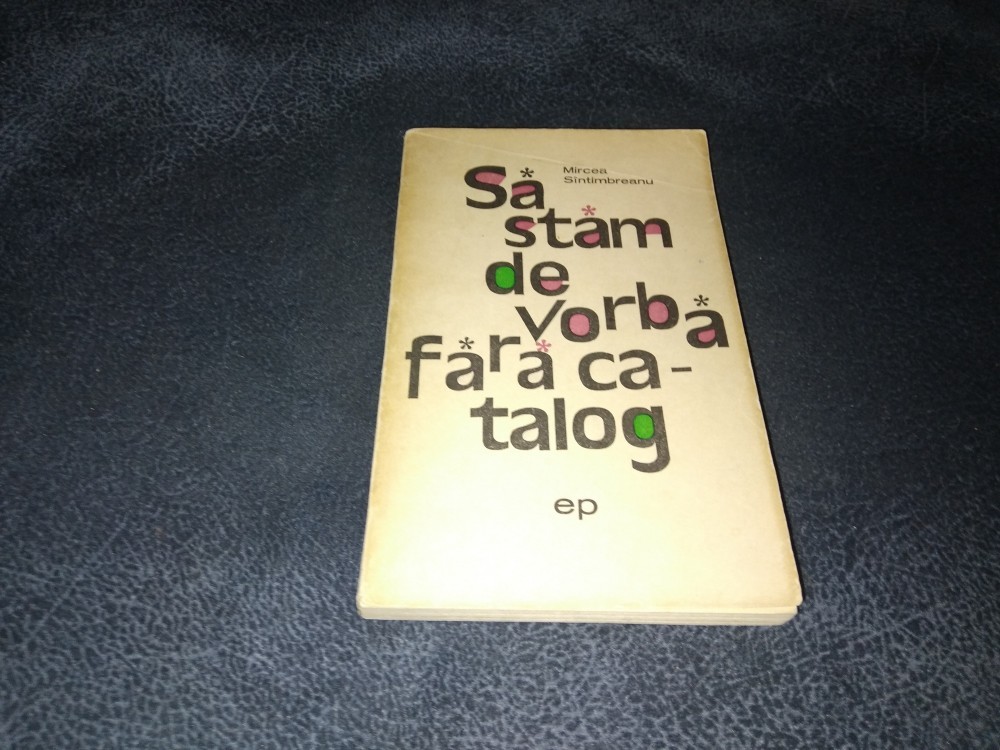 Mircea
Sîntimbreanu
Să
stăm
de
vorbă
fără ca-
talog
ep